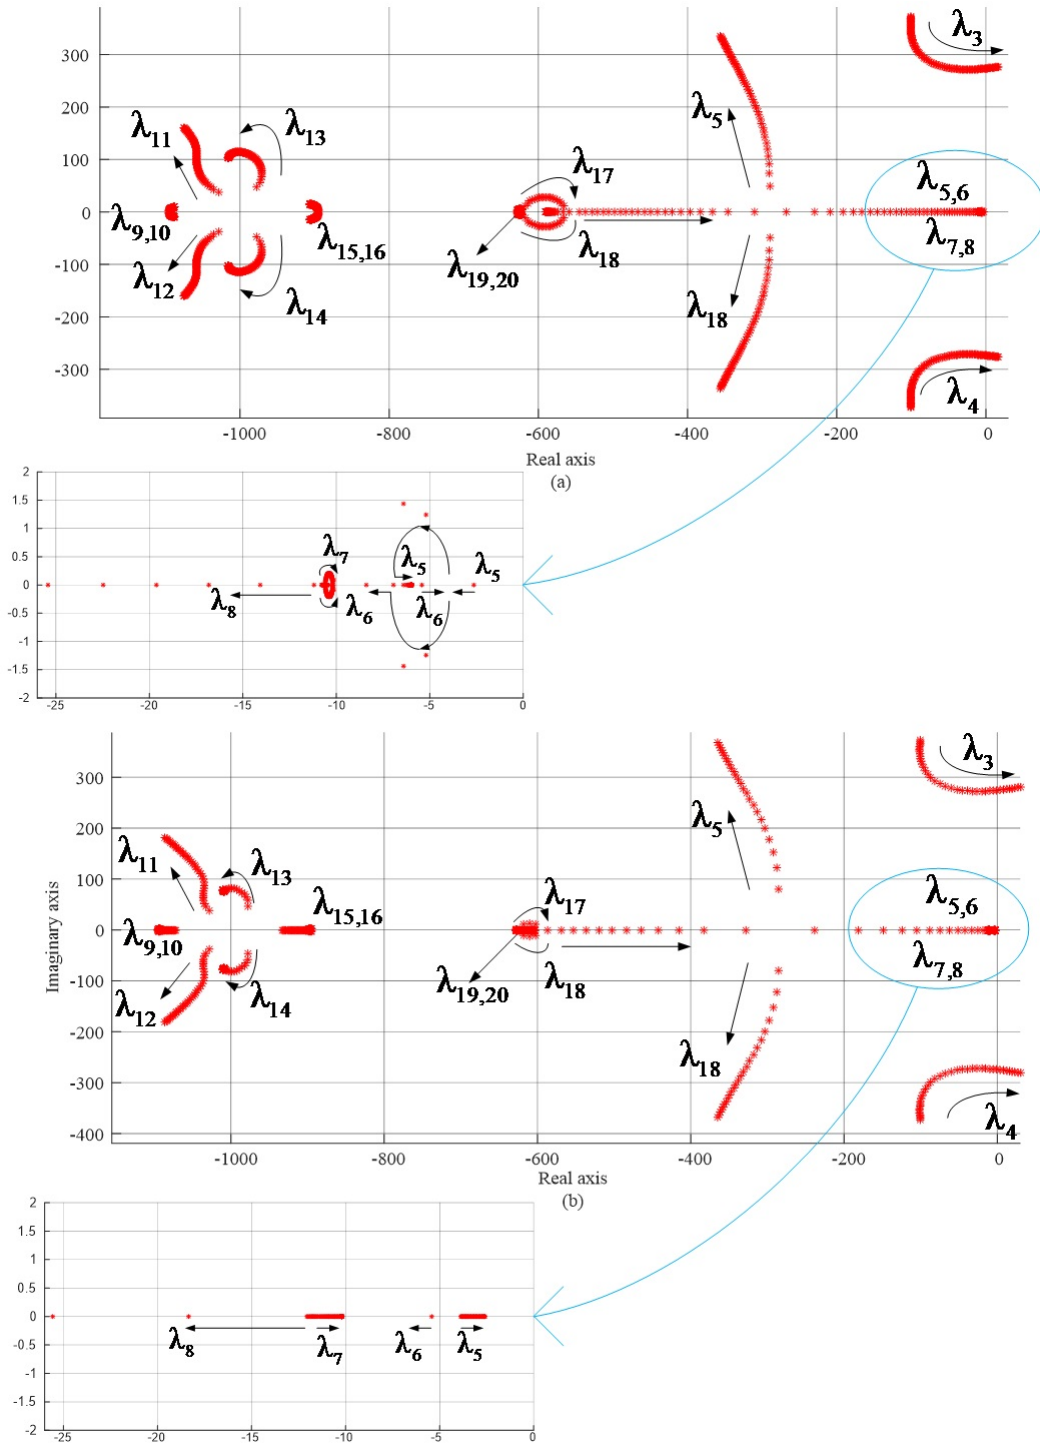 300
200
100
0
-100
-200
-300
λ11
λ13
λ9,10
λ15,16
λ12
λ14
λ17
λ18
λ19,20
λ5
λ18
λ3
λ5,6
λ7,8
λ4
-1000
-800
-600
-400
-200
0
Real axis
(a)
2
1.5
1
0.5
0
-0.5
-1
-1.5
-2
λ7
λ5
λ5
λ8
λ6
λ6
-25
-20
-15
-10
-5
0
Imaginary axis
300
200
100
0
-100
-200
-300
-400
λ11
λ13
λ15,16
λ9,10
λ12
λ14
λ17
λ19,20
λ18
λ5
λ18
λ3
λ5,6
λ7,8
λ4
-1000
-800
-600
-400
-200
0
Real axis
(b)
2
1.5
1
0.5
0
-0.5
-1
-1.5
-2
λ8
λ7
λ6
λ5
-25
-20
-15
-10
-5
0